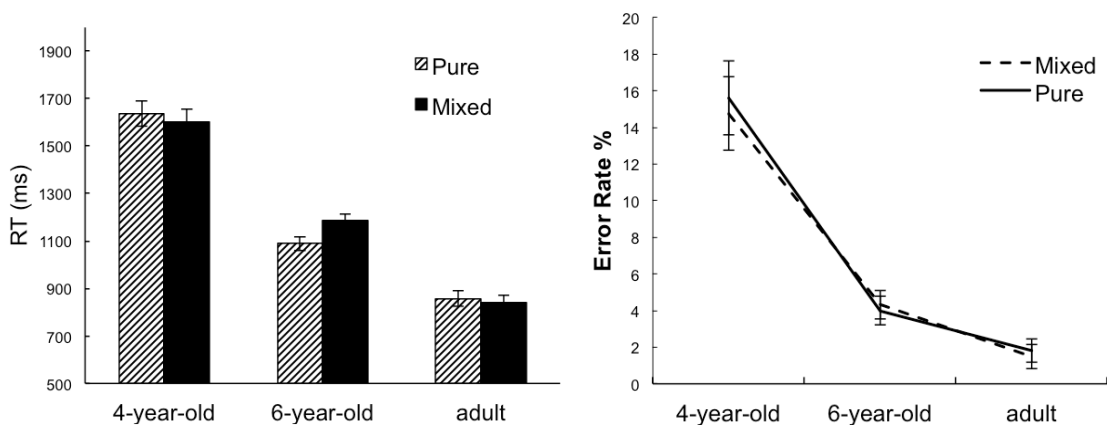 RT (ms)
1900
1700
1500
1300
1100
900
700
500
Pure
Mixed
4-year-old
6-year-old
adult
Error Rate %
20
18
16
14
12
10
8
6
4
2
0
Mixed
Pure
4-year-old
6-year-old
adult